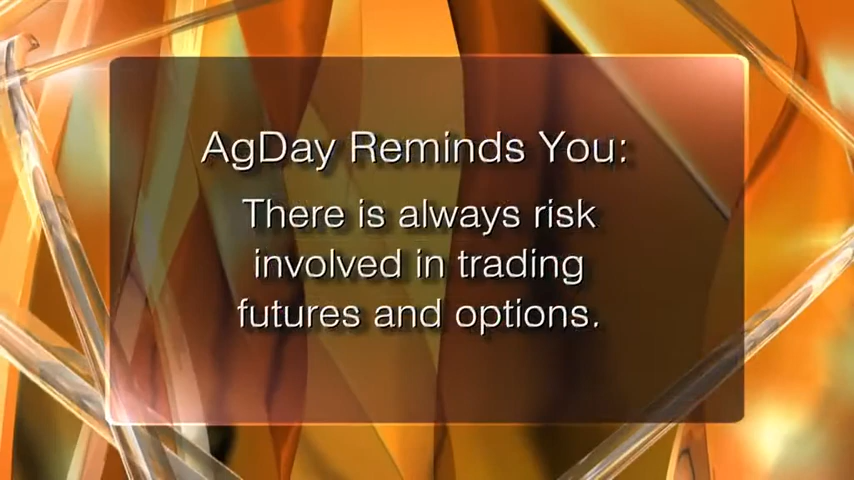 AgDay Reminds You:
There is always risk
involved in trading
futures and options.